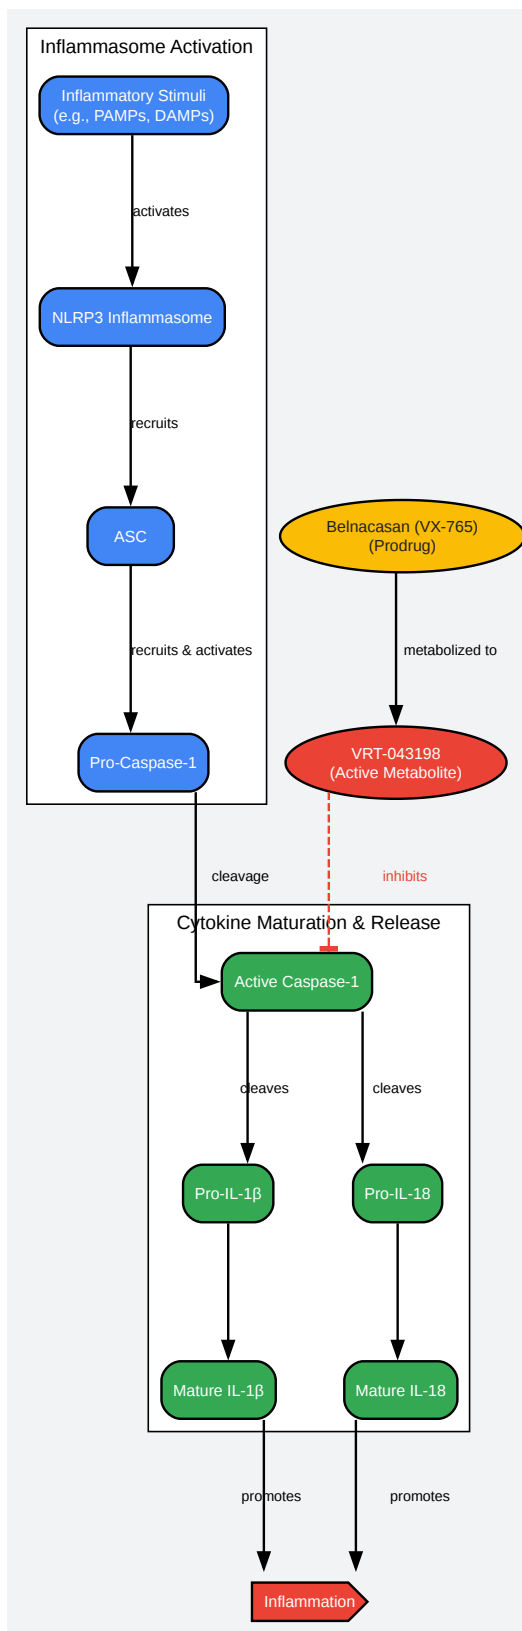 Inflammasome Activation
Inflammatory Stimuli
(e.g., PAMPs, DAMPs)
activates
NLRP3 Inflammasome
recruits
ASC
Belnacasan (VX-765)
(Prodrug)
recruits & activates
metabolized to
Pro-Caspase-1
VRT-043198
(Active Metabolite)
cleavage
inhibits
Cytokine Maturation & Release
Active Caspase-1
cleaves
cleaves
Pro-IL-1β
Pro-IL-18
Mature IL-1β
Mature IL-18
promotes
promotes
Inflammation